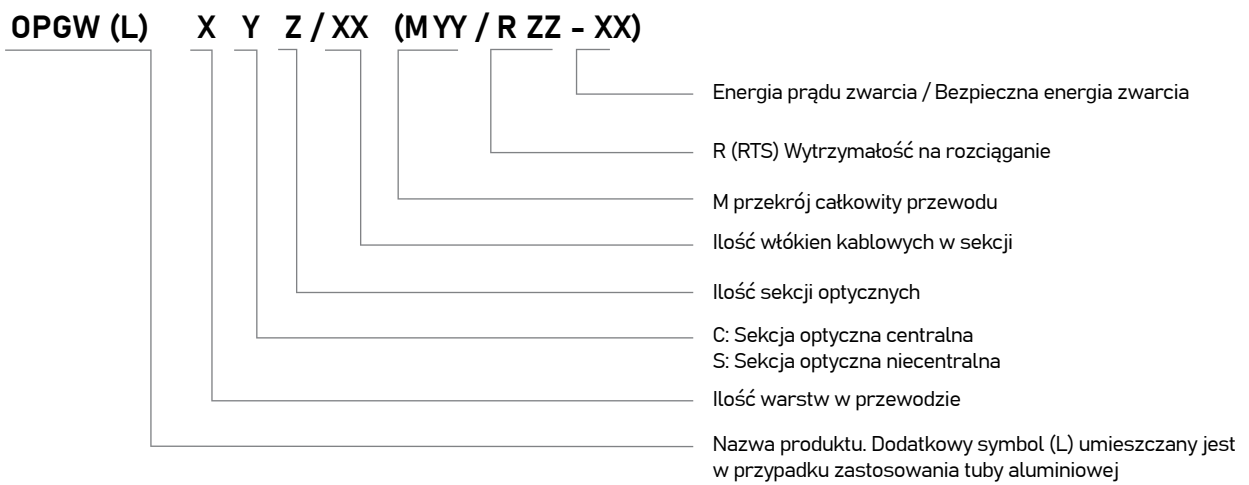 OPGW (L) X Y Z / XX (M YY / R ZZ - XX)
Energia prądu zwarcia / Bezpieczna energia zwarcia
R (RTS) Wytrzymałość na rozciąganie
M przekrój całkowity przewodu
Ilość włókien kablowych w sekcji
Ilość sekcji optycznych
C: Sekcja optyczna centralna
S: Sekcja optyczna niecentralna
Ilość warstw w przewodzie
Nazwa produktu. Dodatkowy symbol (L) umieszczany jest
w przypadku zastosowania tuby aluminiowej